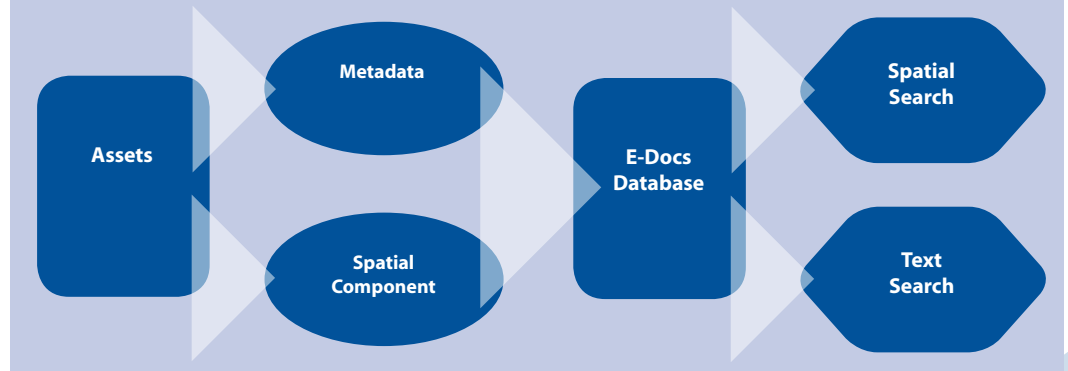 Assets
Metadata
Spatial
Component
E-Docs
Database
Spatial
Search
Text
Search